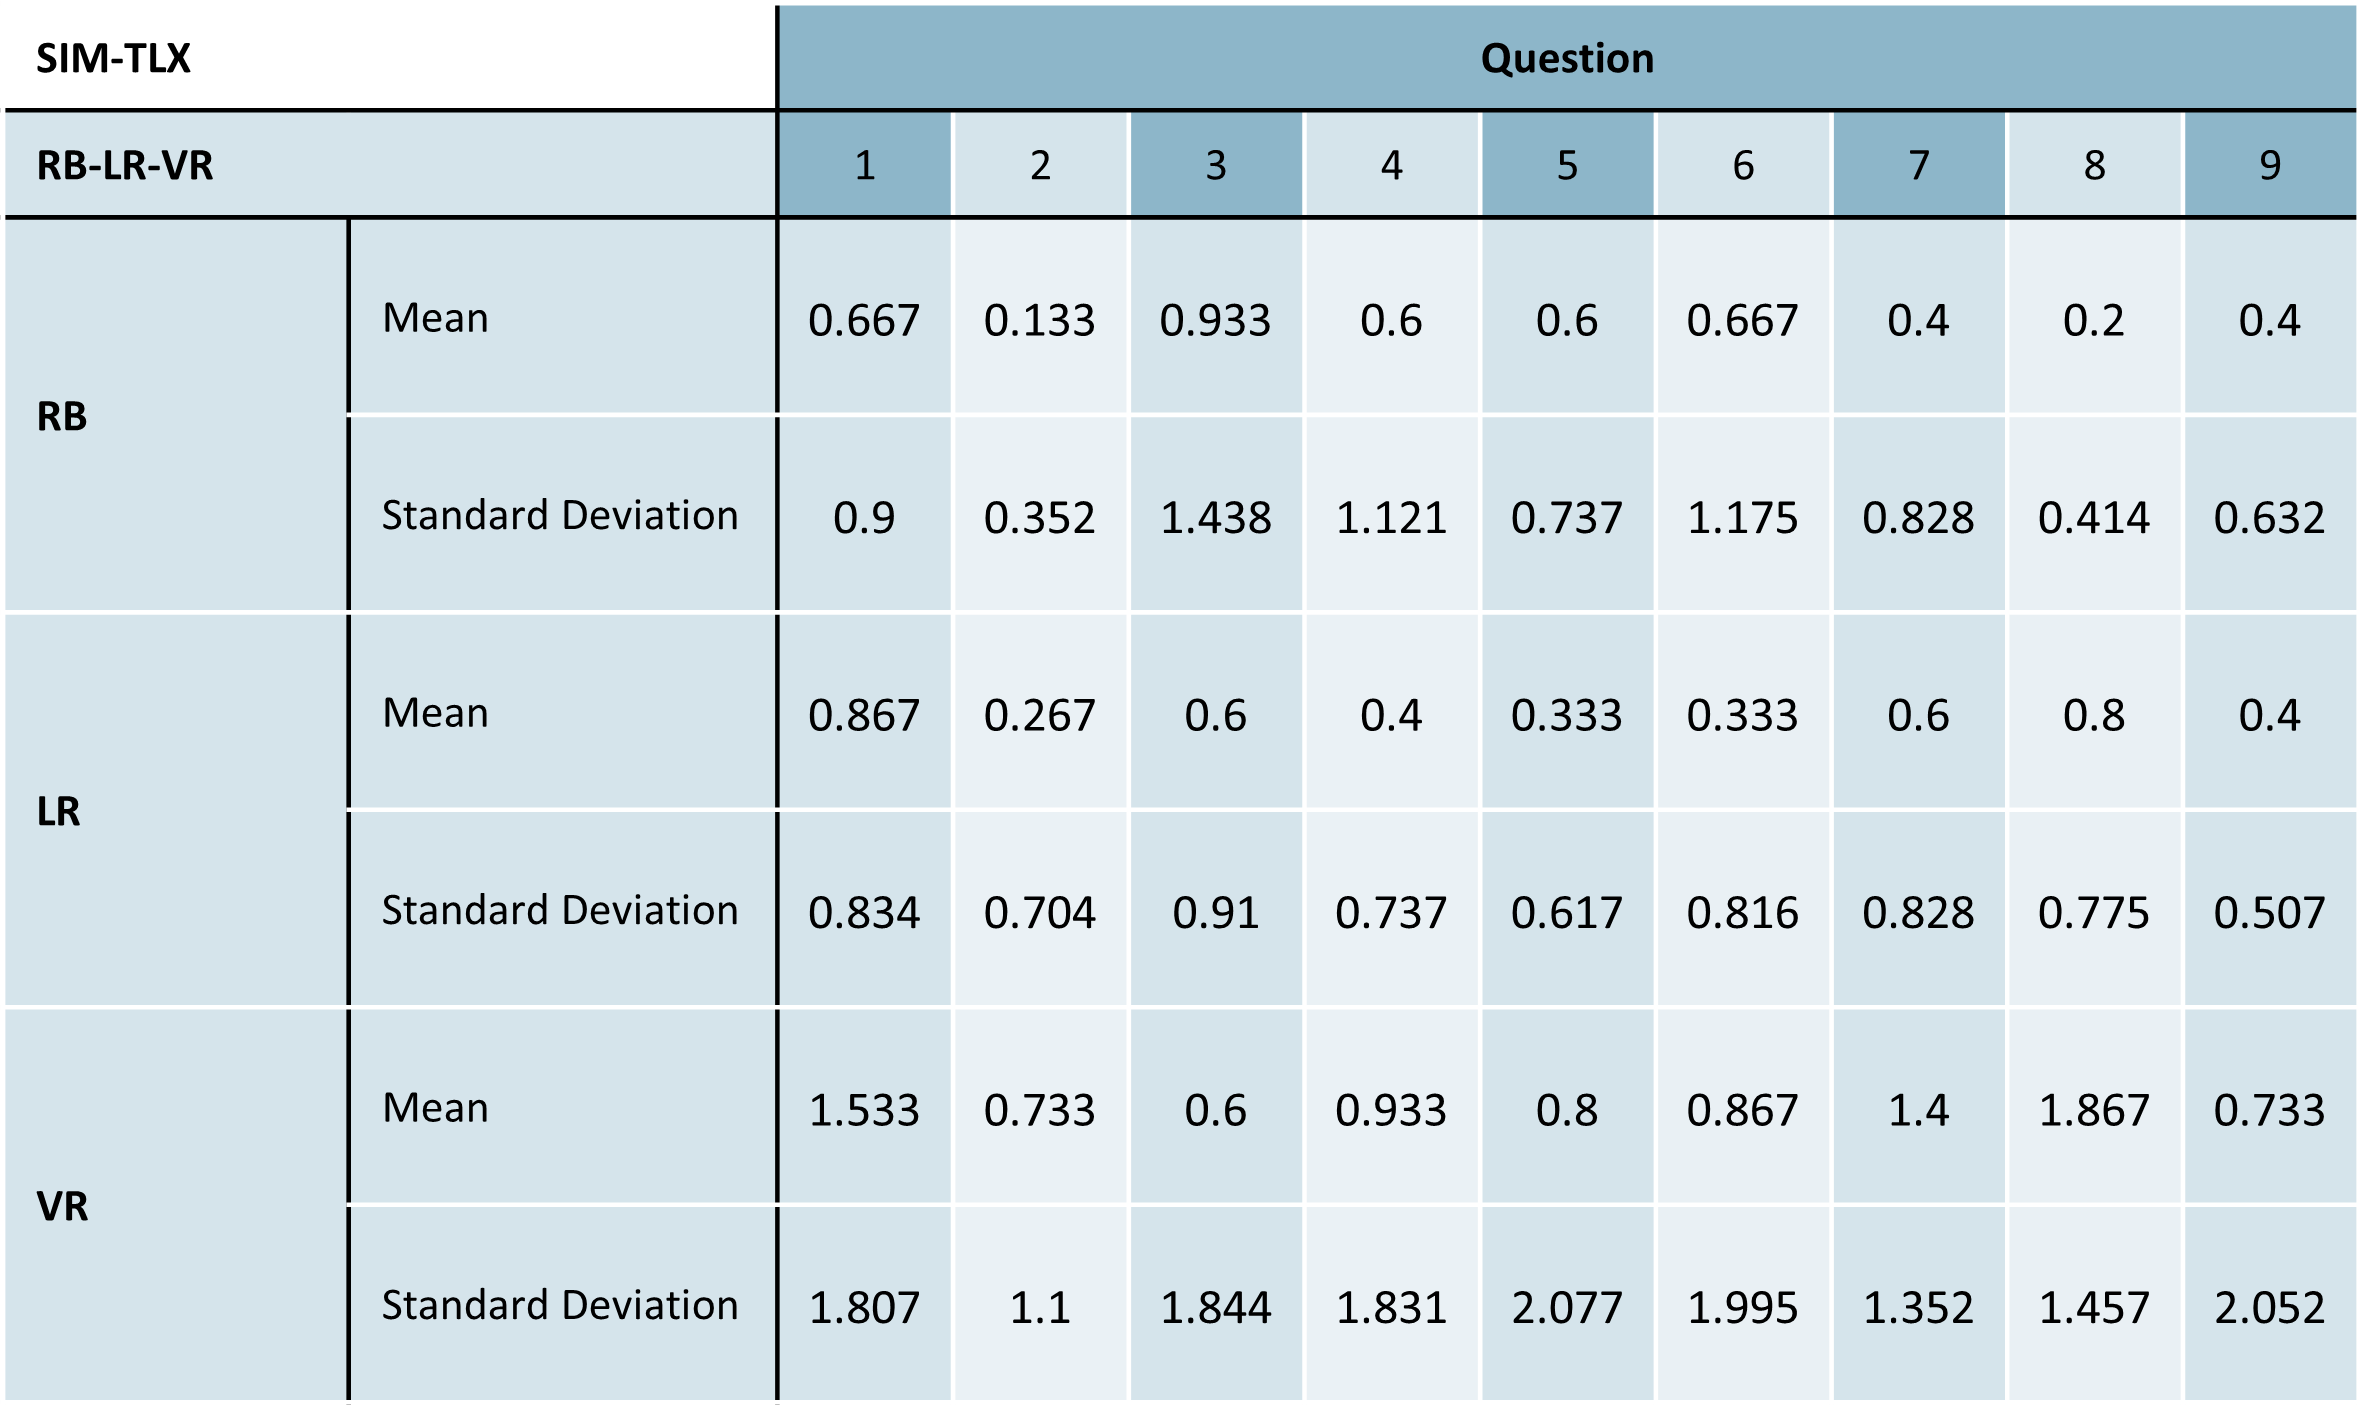 SIM-TLX Question
RB-LR-VR 1 2 3 4 5 6 7 8 9
RB
Mean 0.667 0.133 0.933 0.6 0.6 0.667 0.4 0.2 0.4
Standard Deviation 0.9 0.352 1.438 1.121 0.737 1.175 0.828 0.414 0.632
LR
Mean 0.867 0.267 0.6 0.4 0.333 0.333 0.6 0.8 0.4
Standard Deviation 0.834 0.704 0.91 0.737 0.617 0.816 0.828 0.775 0.507
VR
Mean 1.533 0.733 0.6 0.933 0.8 0.867 1.4 1.867 0.733
Standard Deviation 1.807 1.1 1.844 1.831 2.077 1.995 1.352 1.457 2.052